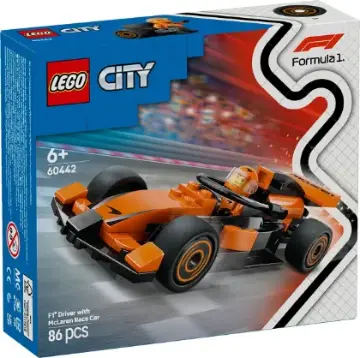 LEGO
CITY
F1
Formula 1.
6+
60442
F1® Driver with
McLaren Race Car
86 pcs